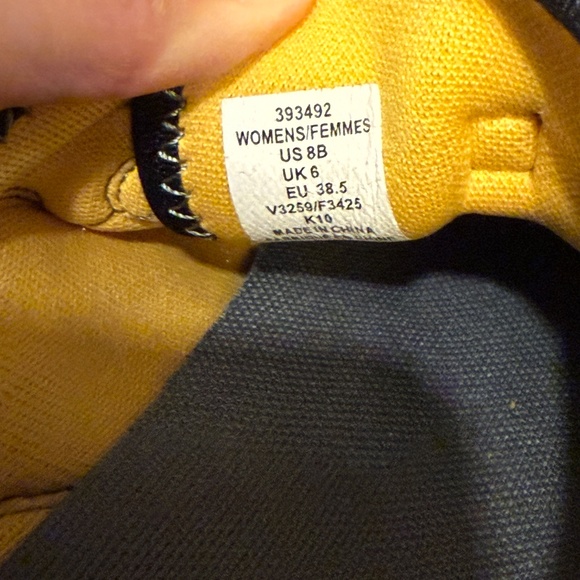 393492
WOMENS/FEMMES
US 8B
UK 6
EU 38.5
V3259/F3425
K10
MADE IN CHINA